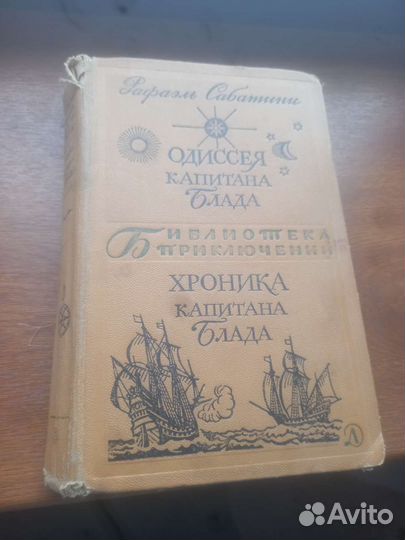 Рафаэль Сабатини
ОДИССЕЯ
КАПИТАНА
БЛАДА
БИБЛИОТЕКА
ПРИКЛЮЧЕНИЙ
ХРОНИКА
КАПИТАНА
БЛАДА
Avito